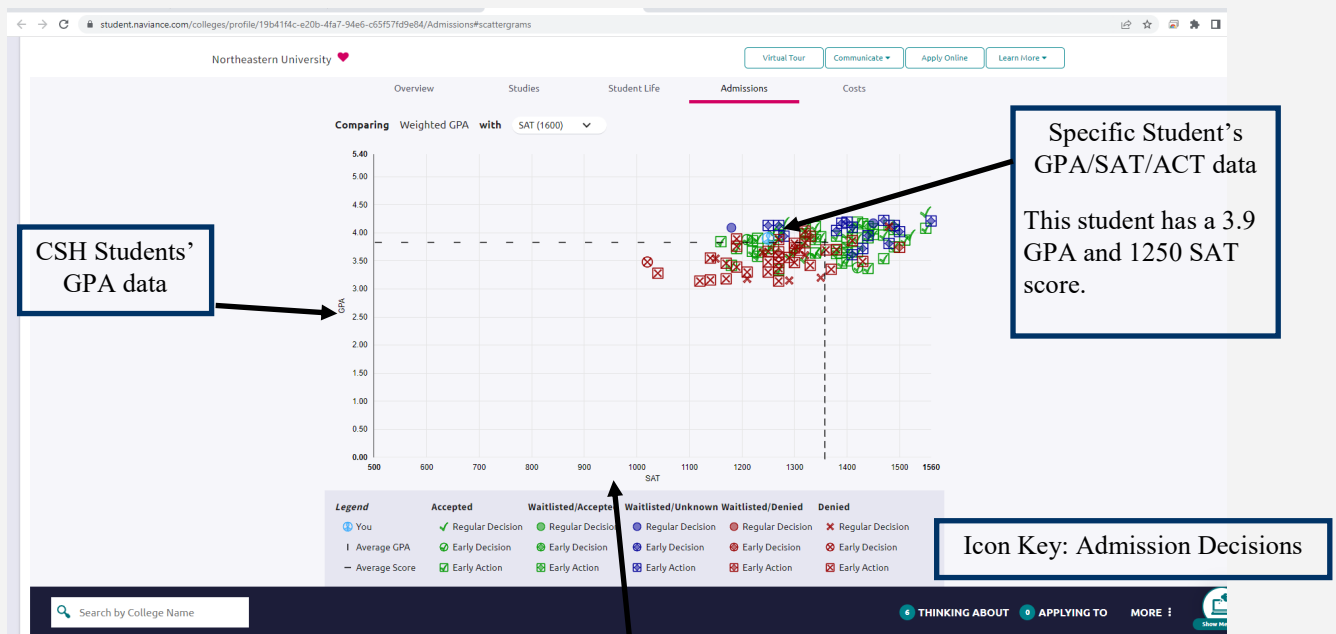 student.naviance.com/colleges/profile/19b41f4c-e20b-4fa7-94e6-c65f57fd9e84/Admissions#scattergrams
Northeastern University
Virtual Tour
Communicate
Apply Online
Learn More
Overview
Studies
Student Life
Admissions
Costs
Comparing Weighted GPA with SAT (1600)
Specific Student's
GPA/SAT/ACT data
This student has a 3.9
GPA and 1250 SAT
score.
CSH Students'
GPA data
5.40
5.00
4.50
4.00
3.50
3.00
2.50
2.00
1.50
1.00
0.50
0.00
GPA
500 600 700 800 900 1000 1100 1200 1300 1400 1500 1560
SAT
Legend Accepted Waitlisted/Accepted Waitlisted/Unknown Waitlisted/Denied Denied
You Regular Decision Regular Decision Regular Decision Regular Decision Regular Decision
Average GPA Early Decision Early Decision Early Decision Early Decision Early Decision
Average Score Early Action Early Action Early Action Early Action Early Action
Icon Key: Admission Decisions
Search by College Name
6 THINKING ABOUT 0 APPLYING TO MORE